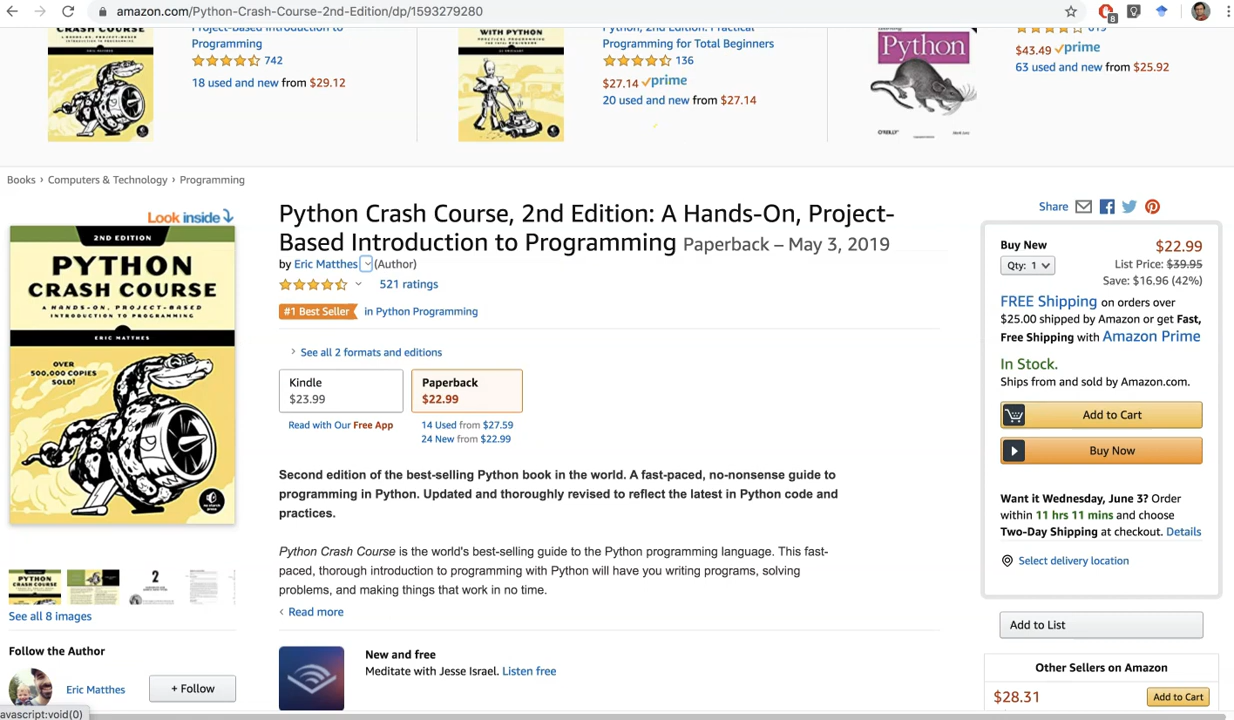 amazon.com/Python-Crash-Course-2nd-Edition/dp/1593279280
8
CRASH COURSE
Project-Based Introduction to
Programming
742
18 used and new from $29.12
WITH PYTHON
Python, 2nd Edition: Practical
Programming for Total Beginners
136
$27.14 prime
20 used and new from $27.14
Python
O'REILLY
$43.49 prime
63 used and new from $25.92
Books › Computers & Technology › Programming
Look inside
2ND EDITION
PYTHON
CRASH COURSE
A HANDS-ON, PROJECT-BASED
INTRODUCTION TO PROGRAMMING
ERIC MATTHES
OVER
500,000 COPIES
SOLD!
See all 8 images
Follow the Author
Eric Matthes
+ Follow
avascript:void(0)
Python Crash Course, 2nd Edition: A Hands-On, Project-
Based Introduction to Programming Paperback – May 3, 2019
by Eric Matthes (Author)
521 ratings
#1 Best Seller in Python Programming
› See all 2 formats and editions
Kindle
$23.99
Paperback
$22.99
Read with Our Free App
14 Used from $27.59
24 New from $22.99
Second edition of the best-selling Python book in the world. A fast-paced, no-nonsense guide to
programming in Python. Updated and thoroughly revised to reflect the latest in Python code and
practices.
Python Crash Course is the world's best-selling guide to the Python programming language. This fast-
paced, thorough introduction to programming with Python will have you writing programs, solving
problems, and making things that work in no time.
‹ Read more
New and free
Meditate with Jesse Israel. Listen free
Share
Buy New
$22.99
Qty: 1
List Price: $39.95
Save: $16.96 (42%)
FREE Shipping on orders over
$25.00 shipped by Amazon or get Fast,
Free Shipping with Amazon Prime
In Stock.
Ships from and sold by Amazon.com.
Add to Cart
Buy Now
Want it Wednesday, June 3? Order
within 11 hrs 11 mins and choose
Two-Day Shipping at checkout. Details
Select delivery location
Add to List
Other Sellers on Amazon
$28.31
Add to Cart